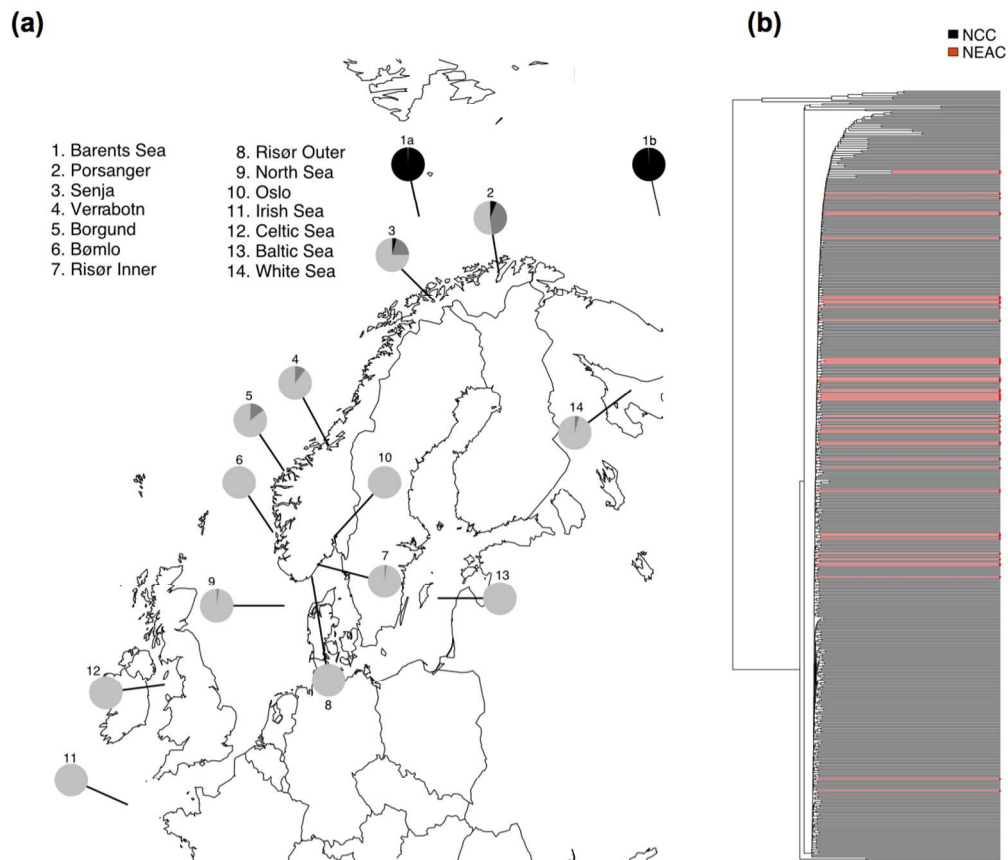 (a)
(b)
NCC
NEAC
1a
1b
1. Barents Sea
2. Porsanger
3. Senja
4. Verrabotn
5. Borgund
6. Bømlo
7. Risør Inner
8. Risør Outer
9. North Sea
10. Oslo
11. Irish Sea
12. Celtic Sea
13. Baltic Sea
14. White Sea
2
3
4
5
14
6
10
7
9
13
12
8
11